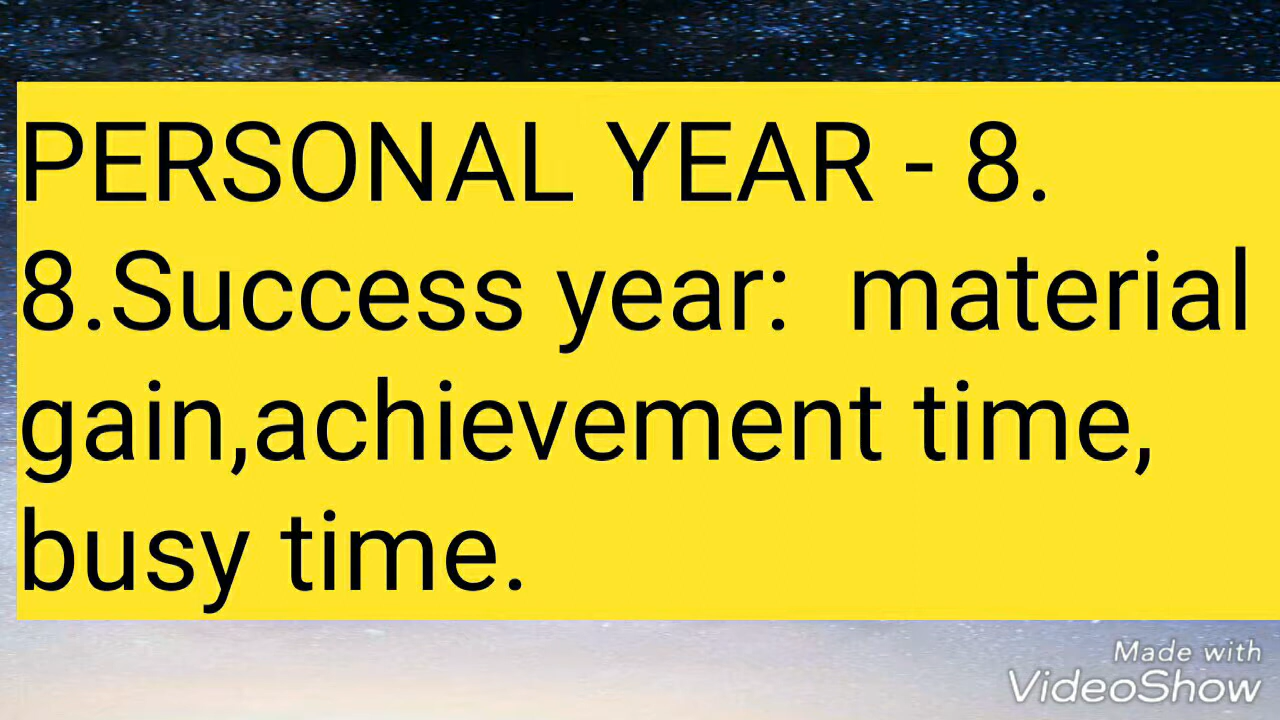 PERSONAL YEAR - 8.
8.Success year:  material
gain,achievement time,
busy time.
Made with
VideoShow